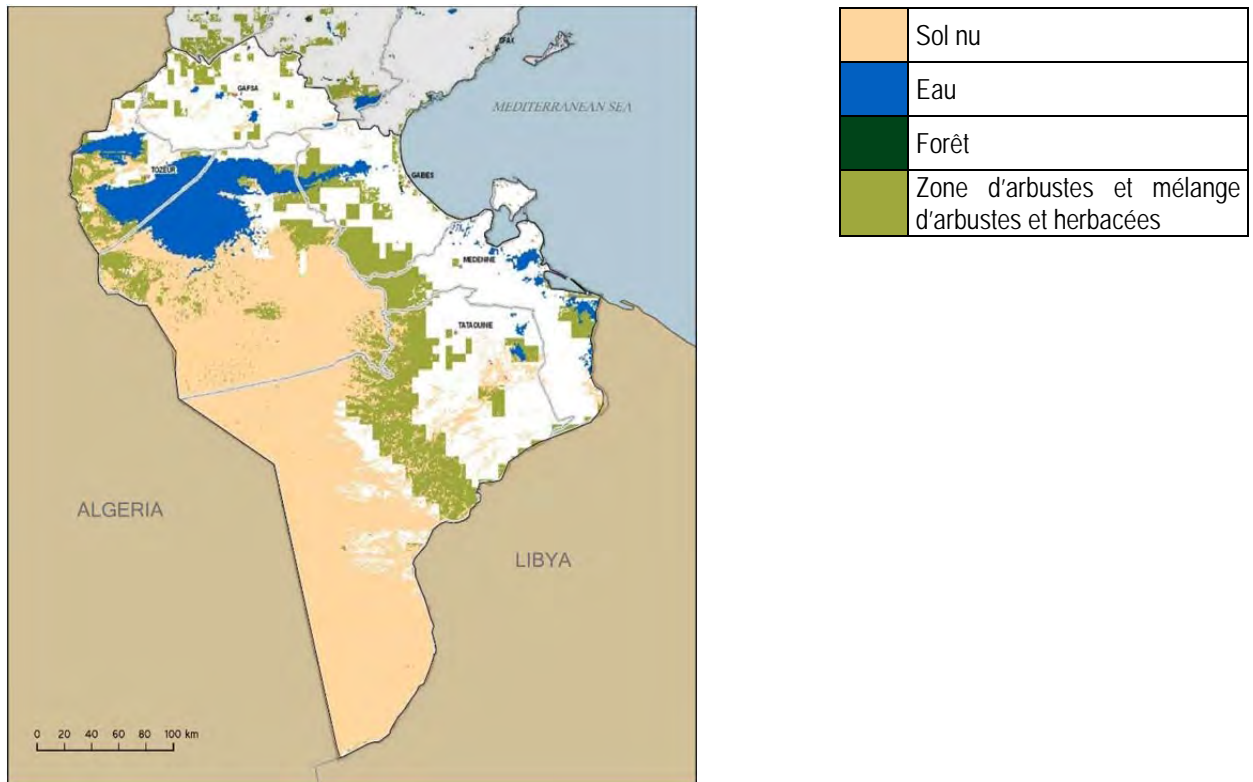 SFAX
GAFSA
MEDITERRANEAN SEA
TOZEUR
GABES
MEDENINE
TATAOUINE
ALGERIA
LIBYA
0 20 40 60 80 100 km
Sol nu
Eau
Forêt
Zone d'arbustes et mélange
d'arbustes et herbacées